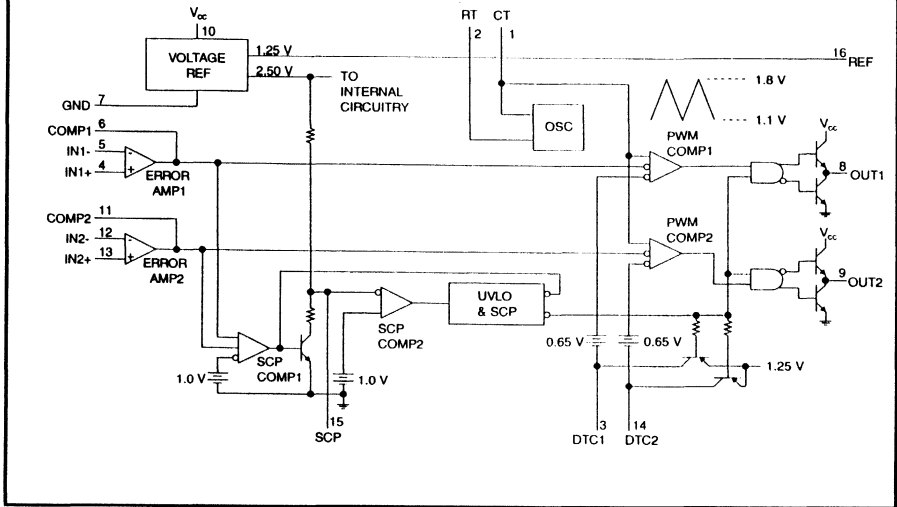 Vcc
10
VOLTAGE
REF
1.25 V
2.50 V
TO
INTERNAL
CIRCUITRY
RT CT
2 1
16
REF
GND 7
COMP1 6
IN1- 5
IN1+ 4
- +
ERROR
AMP1
OSC
1.8 V
1.1 V
PWM
COMP1
Vcc
8
OUT1
COMP2 11
IN2- 12
IN2+ 13
- +
ERROR
AMP2
PWM
COMP2
Vcc
9
OUT2
UVLO
& SCP
SCP
COMP2
SCP
COMP1
1.0 V
1.0 V
0.65 V
0.65 V
1.25 V
15
SCP
3 14
DTC1 DTC2